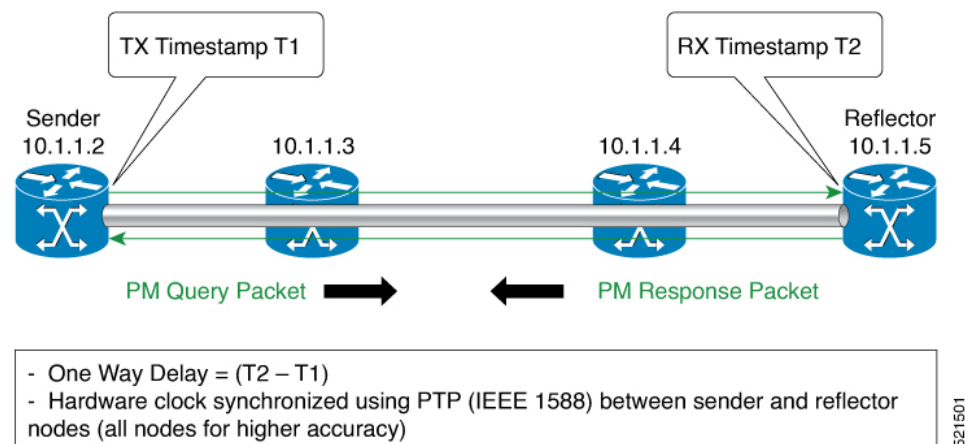 TX Timestamp T1
RX Timestamp T2
Sender
10.1.1.2
10.1.1.3
10.1.1.4
Reflector
10.1.1.5
PM Query Packet
PM Response Packet
- One Way Delay = (T2 – T1)
- Hardware clock synchronized using PTP (IEEE 1588) between sender and reflector
nodes (all nodes for higher accuracy)
521501